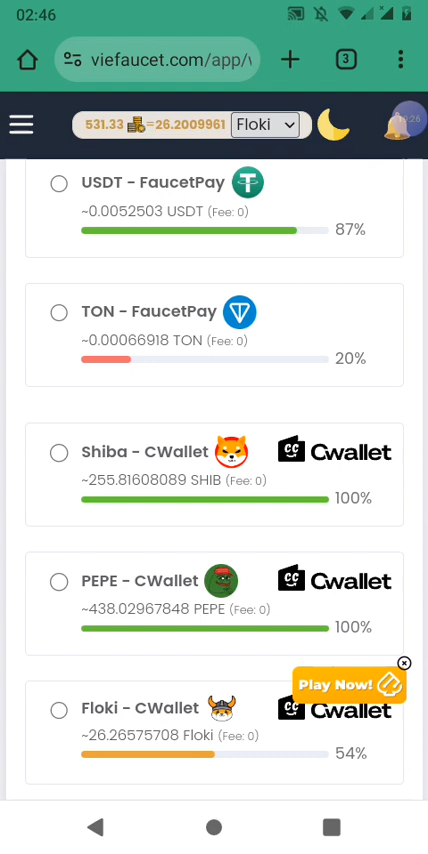 02:46
viefaucet.com/app/
3
531.33 =26.2009961 Floki
USDT - FaucetPay
~0.0052503 USDT (Fee: 0)
87%
TON - FaucetPay
~0.00066918 TON (Fee: 0)
20%
Shiba - CWallet
Cwallet
~255.81608089 SHIB (Fee: 0)
100%
PEPE - CWallet
Cwallet
~438.02967848 PEPE (Fee: 0)
100%
Play Now!
Floki - CWallet
Cwallet
~26.26575708 Floki (Fee: 0)
54%